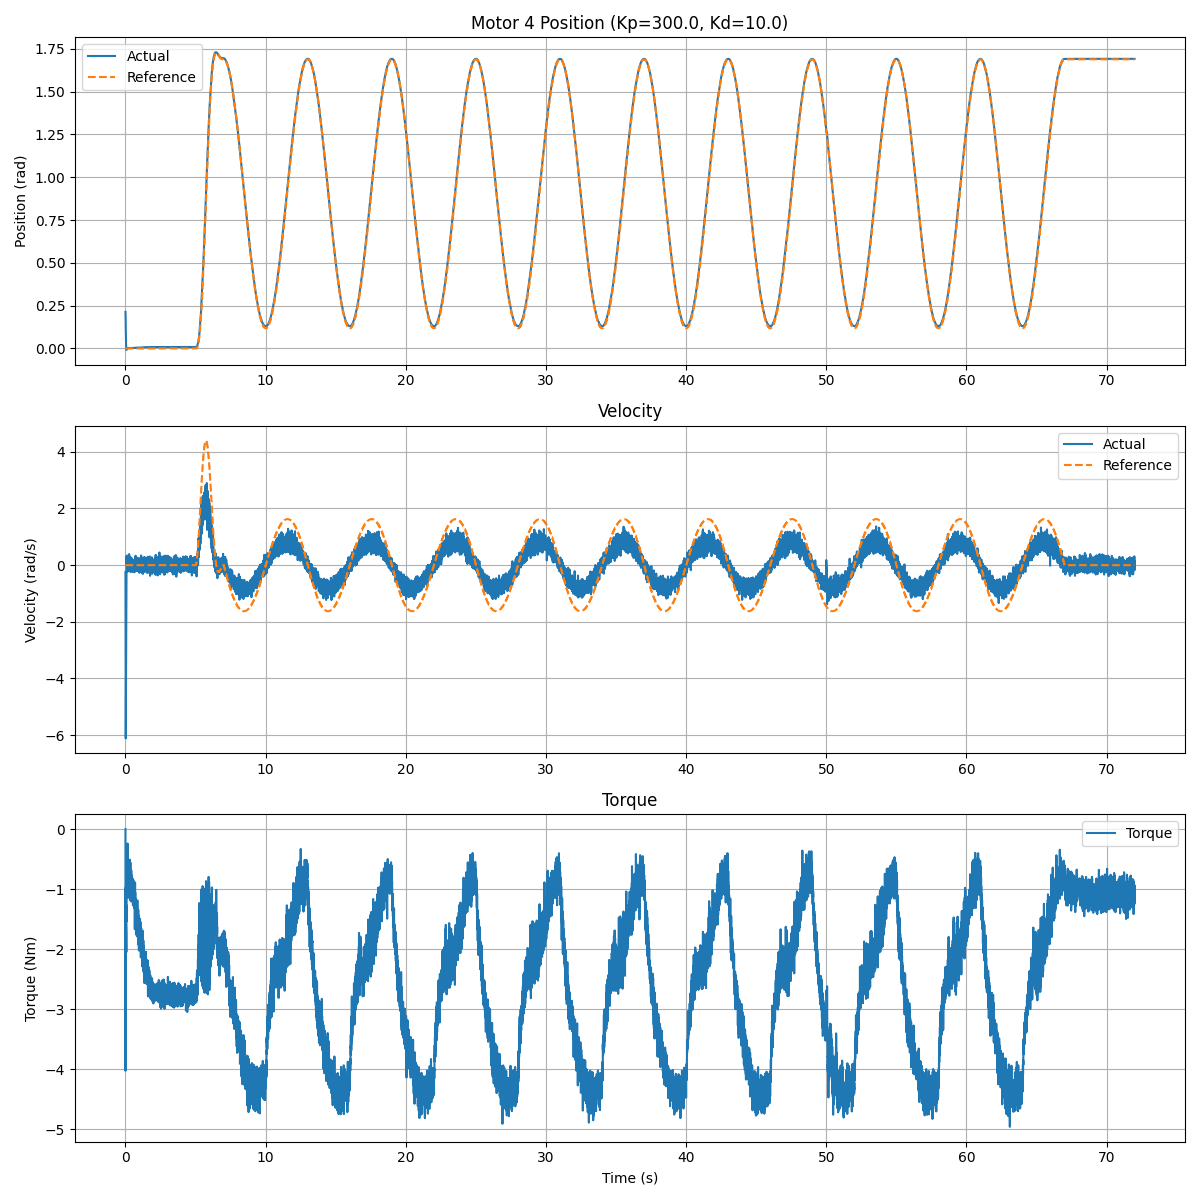 Motor 4 Position (Kp=300.0, Kd=10.0)
Actual
Reference
Position (rad)
1.75
1.50
1.25
1.00
0.75
0.50
0.25
0.00
0 10 20 30 40 50 60 70
Velocity
Actual
Reference
Velocity (rad/s)
4
2
0
−2
−4
−6
0 10 20 30 40 50 60 70
Torque
Torque
Torque (Nm)
0
−1
−2
−3
−4
−5
0 10 20 30 40 50 60 70
Time (s)